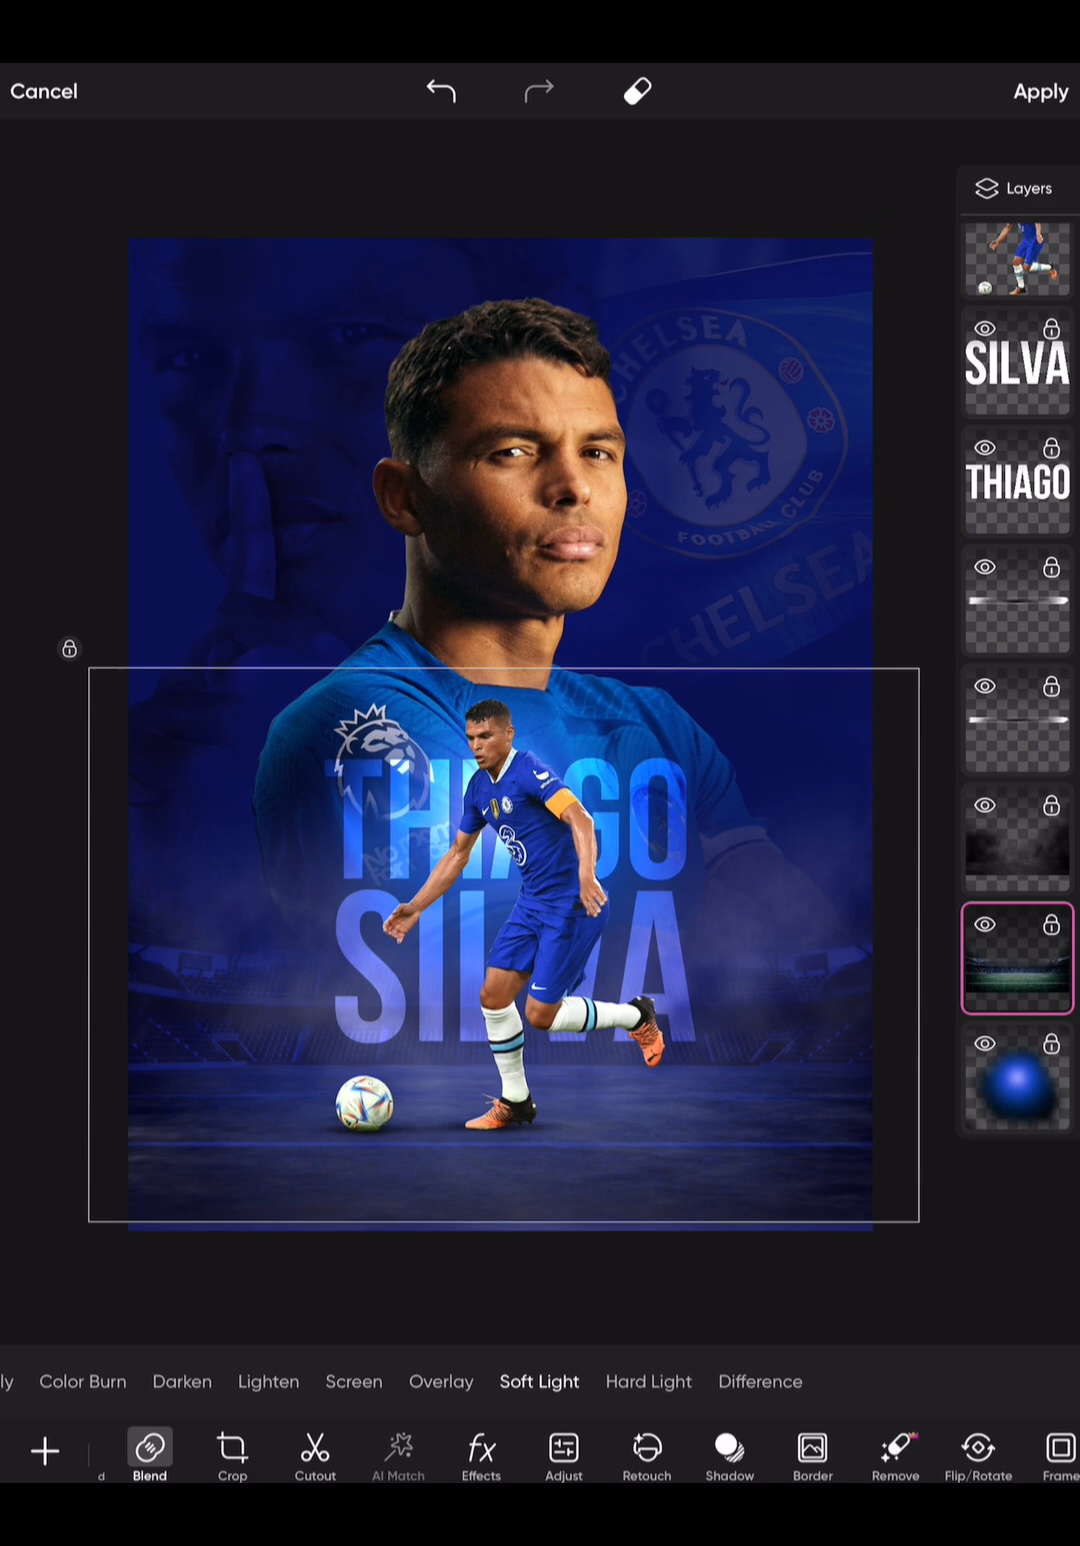 Cancel
Apply
Layers
SILVA
THIAGO
CHELSEA
FOOTBALL CLUB
CHELSEA
THIAGO
SILVA
ly Color Burn Darken Lighten Screen Overlay Soft Light Hard Light Difference
d Blend Crop Cutout AI Match Effects Adjust Retouch Shadow Border Remove Flip/Rotate Frame